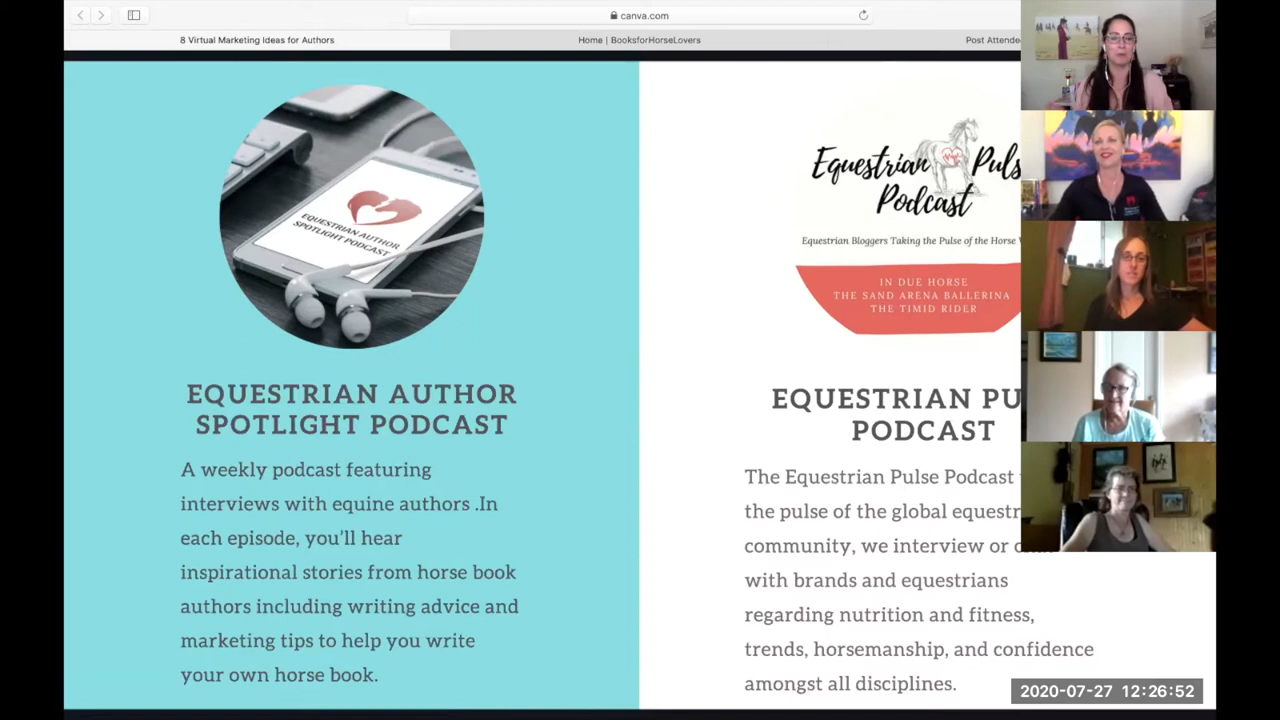 canva.com
8 Virtual Marketing Ideas for Authors
Home | BooksforHorseLovers
Post Attende
EQUESTRIAN AUTHOR
SPOTLIGHT PODCAST
EQUESTRIAN AUTHOR
SPOTLIGHT PODCAST
A weekly podcast featuring
interviews with equine authors .In
each episode, you'll hear
inspirational stories from horse book
authors including writing advice and
marketing tips to help you write
your own horse book.
Equestrian Puls
Podcast
Equestrian Bloggers Taking the Pulse of the Horse
IN DUE HORSE
THE SAND ARENA BALLERINA
THE TIMID RIDER
EQUESTRIAN PU
PODCAST
The Equestrian Pulse Podcast
the pulse of the global equestr
community, we interview or
with brands and equestrians
regarding nutrition and fitness,
trends, horsemanship, and confidence
amongst all disciplines.
2020-07-27 12:26:52